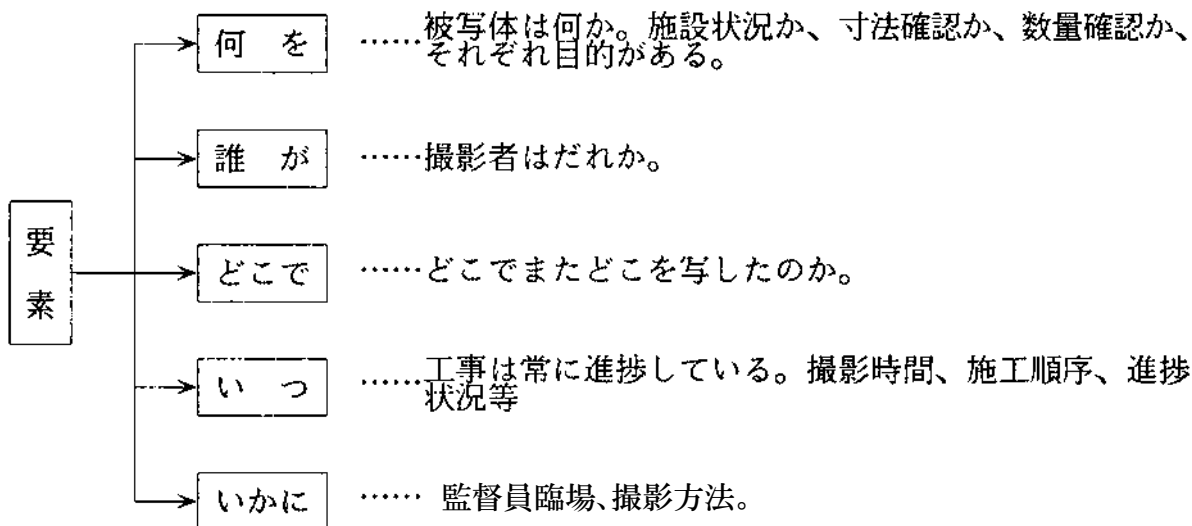 要素
何を
……被写体は何か。施設状況か、寸法確認か、数量確認か、
それぞれ目的がある。
誰が
……撮影者はだれか。
どこで
……どこでまたどこを写したのか。
いつ
……工事は常に進捗している。撮影時間、施工順序、進捗
状況等
いかに
…… 監督員臨場、撮影方法。